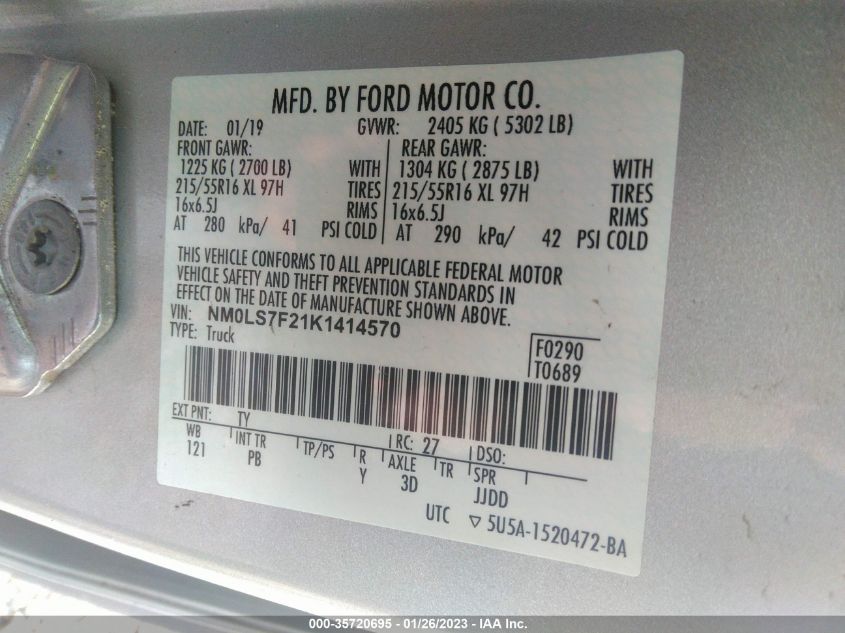 MFD. BY FORD MOTOR CO.
DATE: 01/19 GVWR: 2405 KG ( 5302 LB)
FRONT GAWR: REAR GAWR:
1225 KG ( 2700 LB) WITH 1304 KG ( 2875 LB) WITH
215/55R16 XL 97H TIRES 215/55R16 XL 97H TIRES
16x6.5J RIMS 16x6.5J RIMS
AT 280 kPa/ 41 PSI COLD AT 290 kPa/ 42 PSI COLD
THIS VEHICLE CONFORMS TO ALL APPLICABLE FEDERAL MOTOR
VEHICLE SAFETY AND THEFT PREVENTION STANDARDS IN
EFFECT ON THE DATE OF MANUFACTURE SHOWN ABOVE.
VIN: NM0LS7F21K1414570
TYPE: Truck
F0290
T0689
EXT PNT: TY RC: 27 DSO:
WB INT TR TP/PS R AXLE TR SPR
121 PB Y 3D JJDD
UTC ▽ 5U5A-1520472-BA
000-35720695 - 01/26/2023 - IAA Inc.